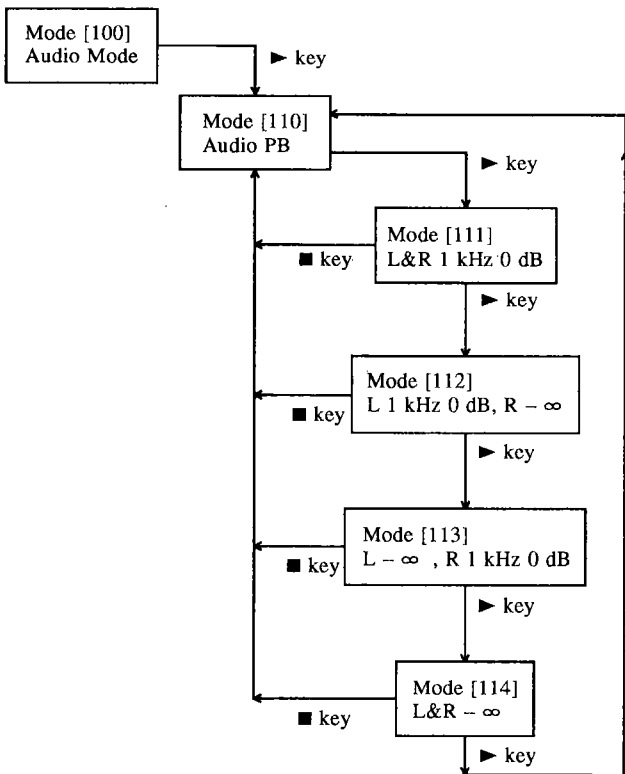 Mode [100]
Audio Mode
► key
Mode [110]
Audio PB
► key
Mode [111]
L&R 1 kHz 0 dB
■ key
► key
Mode [112]
L 1 kHz 0 dB, R – ∞
■ key
► key
Mode [113]
L – ∞ , R 1 kHz 0 dB
■ key
► key
Mode [114]
L&R – ∞
■ key
► key